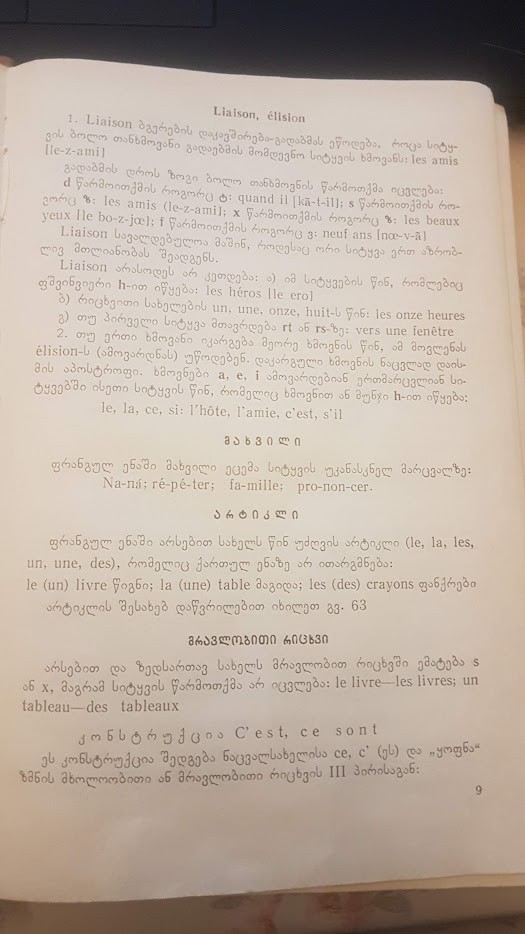 Liaison, élision
1. Liaison ბგერების დაკავშირება-გადაბმას ეწოდება, როცა სიტყ-
ვის ბოლო თანხმოვანი გადაებმის მომდევნო სიტყვის ხმოვანს: les amis
[le-z-ami]
გადაბმის დროს ზოგი ბოლო თანხმოვნის წარმოთქმა იცვლება:
d წარმოითქმის როგორც ტ: quand il [kã-t-il]; s წარმოითქმის რო-
გორც ზ: les amis (le-z-ami]; x წარმოითქმის როგორც ზ: les beaux
yeux [le bo-z-jœ]; f წარმოითქმის როგორც ვ: neuf ans [nœ-v-ã]
Liaison სავალდებულოა მაშინ, როდესაც ორი სიტყვა ერთ აზრობ-
ლივ მთლიანობას შეადგენს.
Liaison არასოდეს არ კეთდება: ა) იმ სიტყვების წინ, რომლებიც
ფშვინვიერი h-ით იწყება: les héros [le ero]
ბ) რიცხვითი სახელების un, une, onze, huit-ს წინ: les onze heures
გ) თუ პირველი სიტყვა მთავრდება rt ან rs-ზე: vers une fenêtre
2. თუ ერთი ხმოვანი იკარგება მეორე ხმოვნის წინ, ამ მოვლენას
élision-ს (ამოვარდნას) უწოდებენ. დაკარგული ხმოვნის ნაცვლად დაის-
მის აპოსტროფი. ხმოვნები a, e, i ამოვარდებიან ერთმარცვლიან სი-
ტყვებში ისეთი სიტყვის წინ, რომელიც ხმოვნით ან მუნჯი h-ით იწყება:
le, la, ce, si: l'hôte, l'amie, c'est, s'il
მახვილი
ფრანგულ ენაში მახვილი ეცემა სიტყვის უკანასკნელ მარცვალზე:
Na-ná; ré-pé-ter; fa-mille; pro-non-cer.
არტიკლი
ფრანგულ ენაში არსებით სახელს წინ უძღვის არტიკლი (le, la, les,
un, une, des), რომელიც ქართულ ენაზე არ ითარგმნება:
le (un) livre წიგნი; la (une) table მაგიდა; les (des) crayons ფანქრები
არტიკლის შესახებ დაწვრილებით იხილეთ გვ. 63
მრავლობითი რიცხვი
არსებით და ზედსართავ სახელს მრავლობით რიცხვში ემატება s
ან x, მაგრამ სიტყვის წარმოთქმა არ იცვლება: le livre—les livres; un
tableau—des tableaux
კონსტრუქცია C'est, ce sont
ეს კონსტრუქცია შედგება ნაცვალსახელისა ce, c' (ეს) და „ყოფნა“
ზმნის მხოლოობითი ან მრავლობითი რიცხვის III პირისაგან:
9